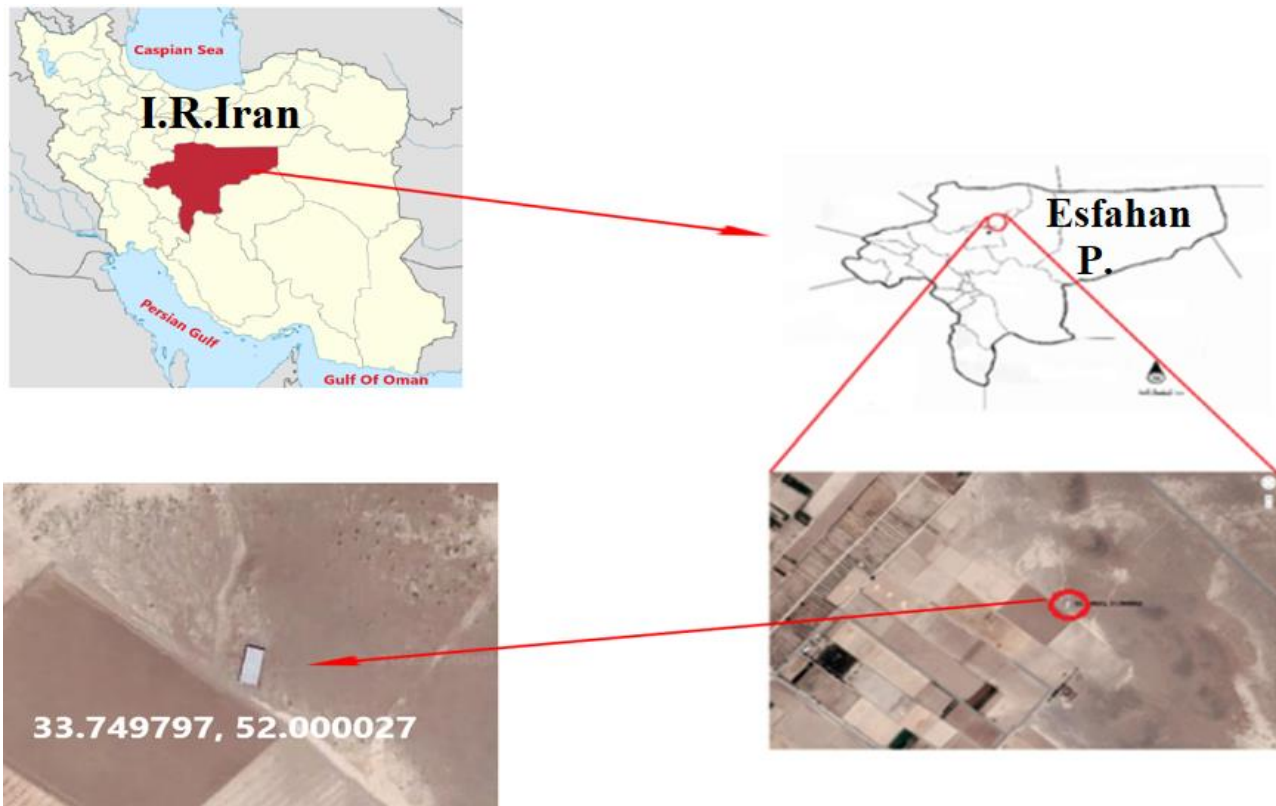 Caspian Sea
I.R.Iran
Persian Gulf
Gulf Of Oman
Esfahan
P.
33.749797, 52.000027